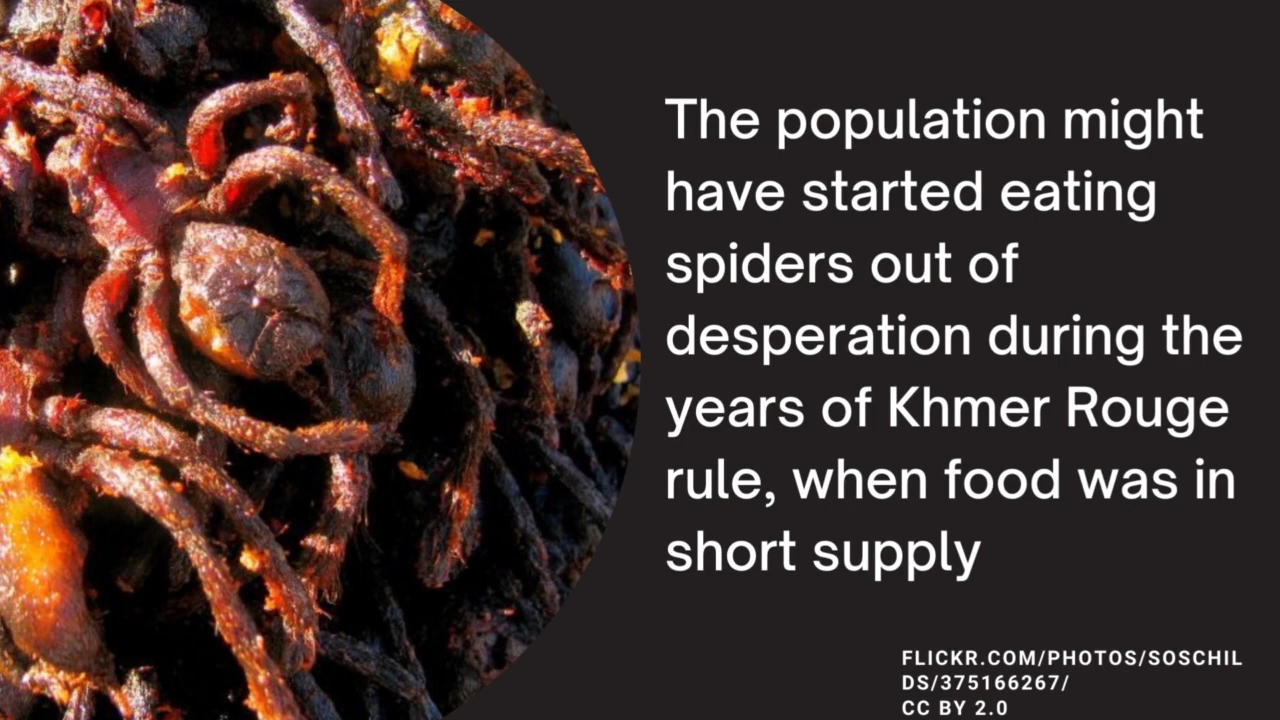 The population might
have started eating
spiders out of
desperation during the
years of Khmer Rouge
rule, when food was in
short supply
FLICKR.COM/PHOTOS/SOSCHIL
DS/375166267/
CC BY 2.0